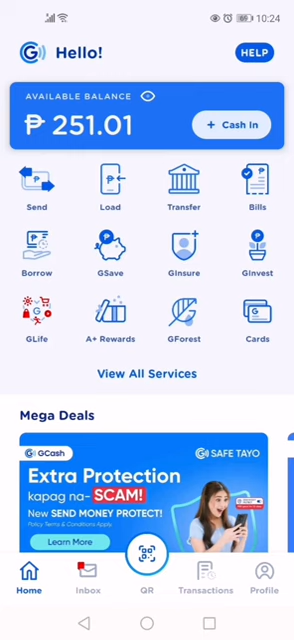 10:24
Hello!
HELP
AVAILABLE BALANCE
₱ 251.01
+ Cash In
Send
Load
Transfer
Bills
Borrow
GSave
GInsure
GInvest
GLife
A+ Rewards
GForest
Cards
View All Services
Mega Deals
GCash
SAFE TAYO
Extra Protection
kapag na- SCAM!
New SEND MONEY PROTECT!
Policy Terms & Conditions Apply.
Learn More
Home
Inbox
QR
Transactions
Profile